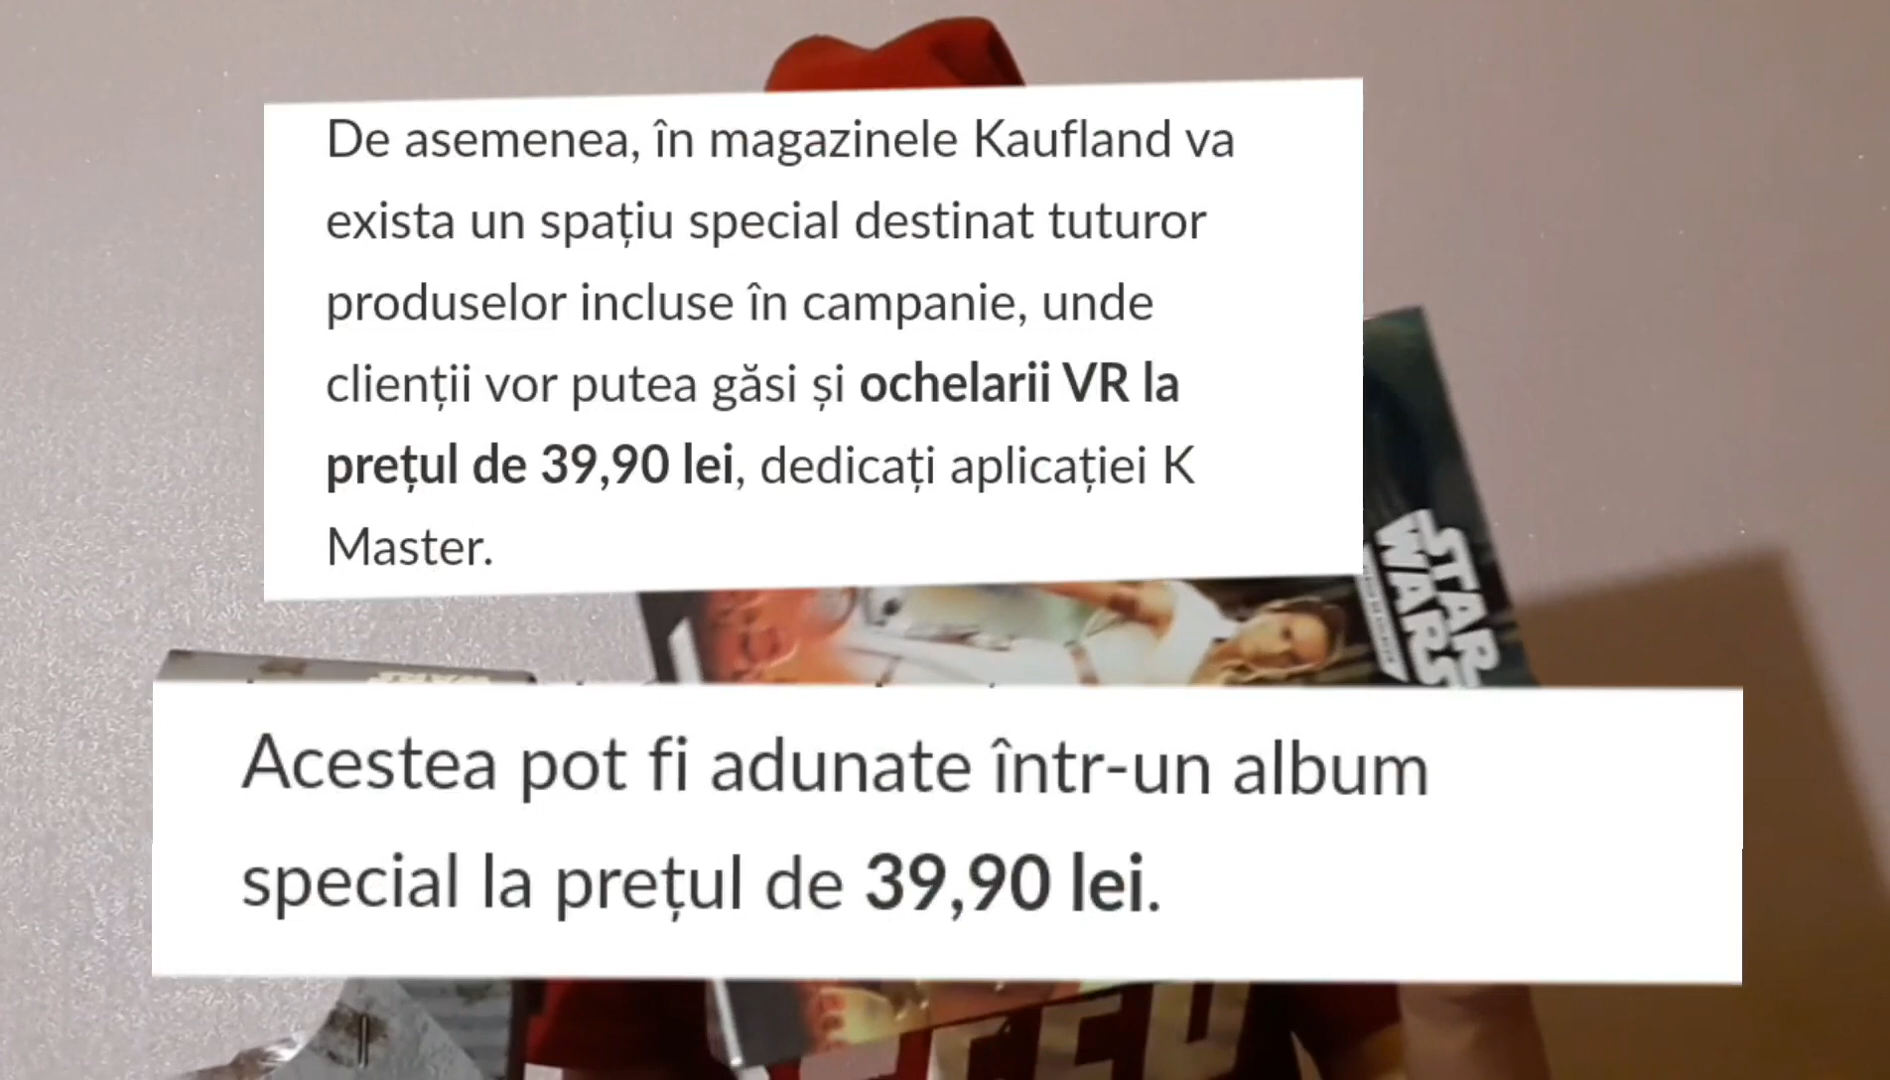 De asemenea, în magazinele Kaufland va
exista un spațiu special destinat tuturor
produselor incluse în campanie, unde
clienții vor putea găsi și ochelarii VR la
prețul de 39,90 lei, dedicați aplicației K
Master.
STAR
WARS
Acestea pot fi adunate într-un album
special la prețul de 39,90 lei.